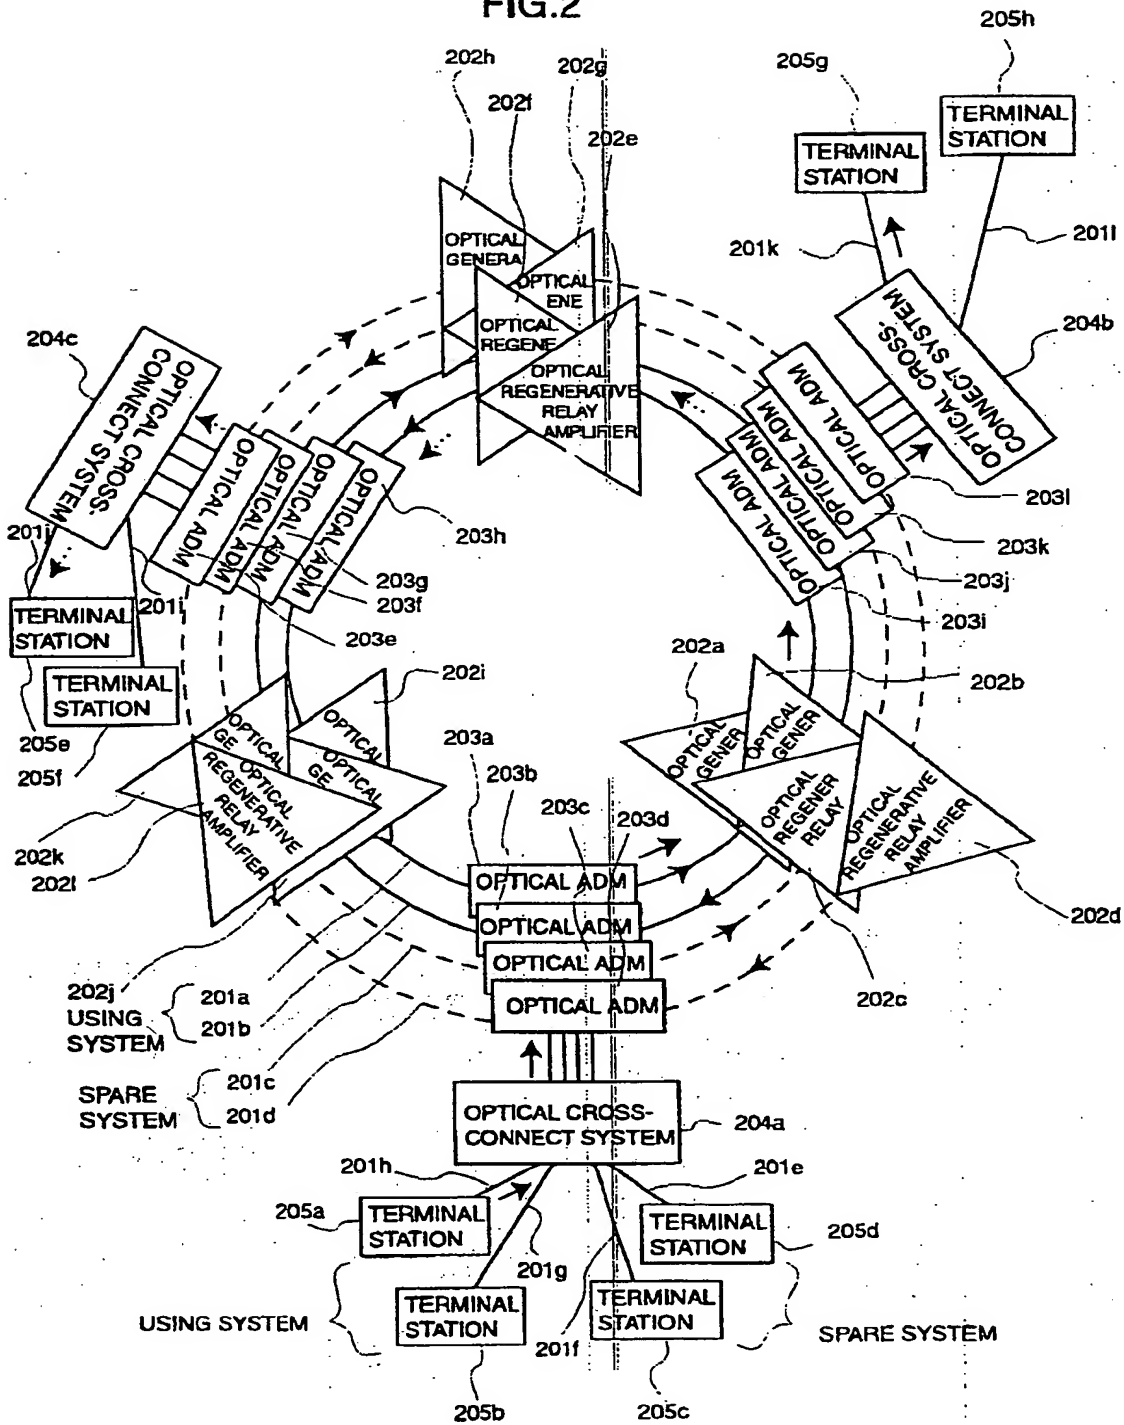 FIG.2
205h
202h
202g
205g
202f
202e
TERMINAL
STATION
TERMINAL
STATION
201k
201l
OPTICAL
GENERA
OPTICAL
ENE
OPTICAL
REGENE
OPTICAL
REGENERATIVE
RELAY
AMPLIFIER
204c
OPTICAL CROSS-
CONNECT SYSTEM
204b
OPTICAL CROSS-
CONNECT SYSTEM
OPTICAL ADM
OPTICAL ADM
OPTICAL ADM
OPTICAL ADM
OPTICAL ADM
OPTICAL ADM
OPTICAL ADM
OPTICAL ADM
203l
203h
203k
201j
203g
203j
203f
201i
203i
203e
TERMINAL
STATION
TERMINAL
STATION
202a
202i
202b
205e
205f
203a
203b
203c
203d
OPTICAL
GE
OPTICAL
GE
OPTICAL
REGENERATIVE
RELAY
AMPLIFIER
OPTICAL
OPTICAL
GENER
OPTICAL
GENER
OPTICAL
REGENER
RELAY
OPTICAL
REGENERATIVE
RELAY
AMPLIFIER
202k
202l
OPTICAL ADM
OPTICAL ADM
OPTICAL ADM
OPTICAL ADM
202d
202c
202j
USING
SYSTEM
201a
201b
SPARE
SYSTEM
201c
201d
OPTICAL CROSS-
CONNECT SYSTEM
204a
201h
201e
205a
TERMINAL
STATION
TERMINAL
STATION
205d
201g
TERMINAL
STATION
TERMINAL
STATION
USING SYSTEM
201f
SPARE SYSTEM
205b
205c